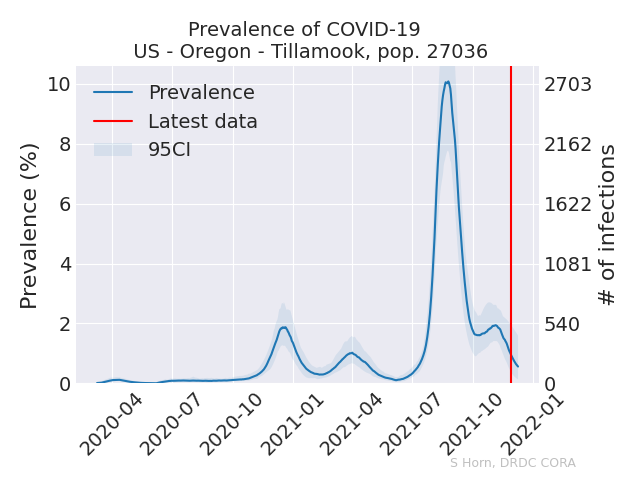 Prevalence of COVID-19
US - Oregon - Tillamook, pop. 27036
Prevalence
Latest data
95CI
Prevalence (%)
10
8
6
4
2
0
2703
2162
1622
1081
540
0
# of infections
2020-04
2020-07
2020-10
2021-01
2021-04
2021-07
2021-10
2022-01
S Horn, DRDC CORA